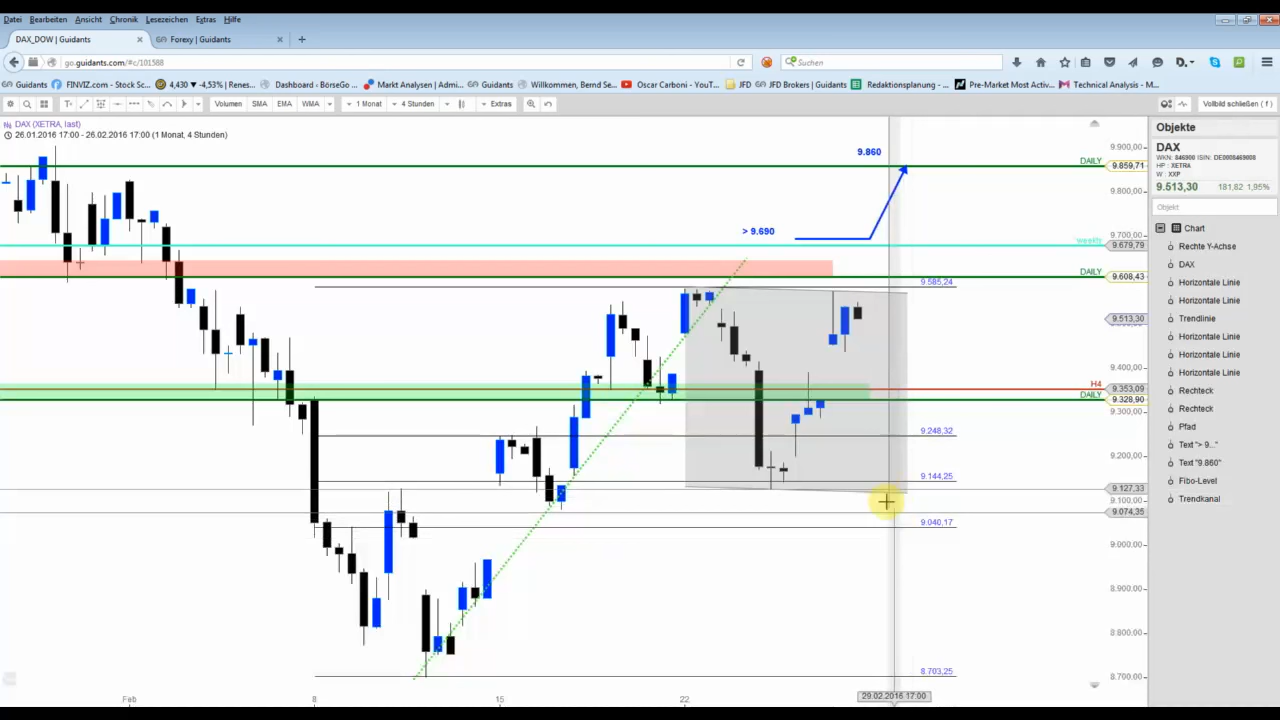 Datei Bearbeiten Ansicht Chronik Lesezeichen Extras Hilfe
DAX_DOW | Guidants Forexy | Guidants
go.guidants.com/#c/101588 Suchen
Guidants FINVIZ.com - Stock Sc... 4,430 ▼ -4,53% | Renes... Dashboard ‹ BörseGo... Markt Analysen | Admi... Guidants Willkommen, Bernd Se... Oscar Carboni - YouT... JFD JFD Brokers | Guidants Redaktionsplanung - ... Pre-Market Most Activ... Technical Analysis - M...
Volumen SMA EMA WMA 1 Monat 4 Stunden Extras Vollbild schließen ( f )
DAX (XETRA, last)
26.01.2016 17:00 - 26.02.2016 17:00 (1 Monat, 4 Stunden)
9.860
> 9.690
DAILY
weekly
DAILY
9.585,24
H4
DAILY
9.248,32
9.144,25
9.040,17
8.703,25
9.900,00
9.859,71
9.800,00
9.700,00
9.679,79
9.608,43
9.513,30
9.400,00
9.353,09
9.328,90
9.300,00
9.200,00
9.127,33
9.100,00
9.074,35
9.000,00
8.900,00
8.800,00
8.700,00
Feb 8 15 22 29.02.2016 17:00
Objekte
DAX
WKN: 846900 ISIN: DE0008469008
HP : XETRA
W : XXP
9.513,30 181,82 1,95%
Objekt
Chart
Rechte Y-Achse
DAX
Horizontale Linie
Horizontale Linie
Trendlinie
Horizontale Linie
Horizontale Linie
Horizontale Linie
Rechteck
Rechteck
Pfad
Text "> 9..."
Text "9.860"
Fibo-Level
Trendkanal